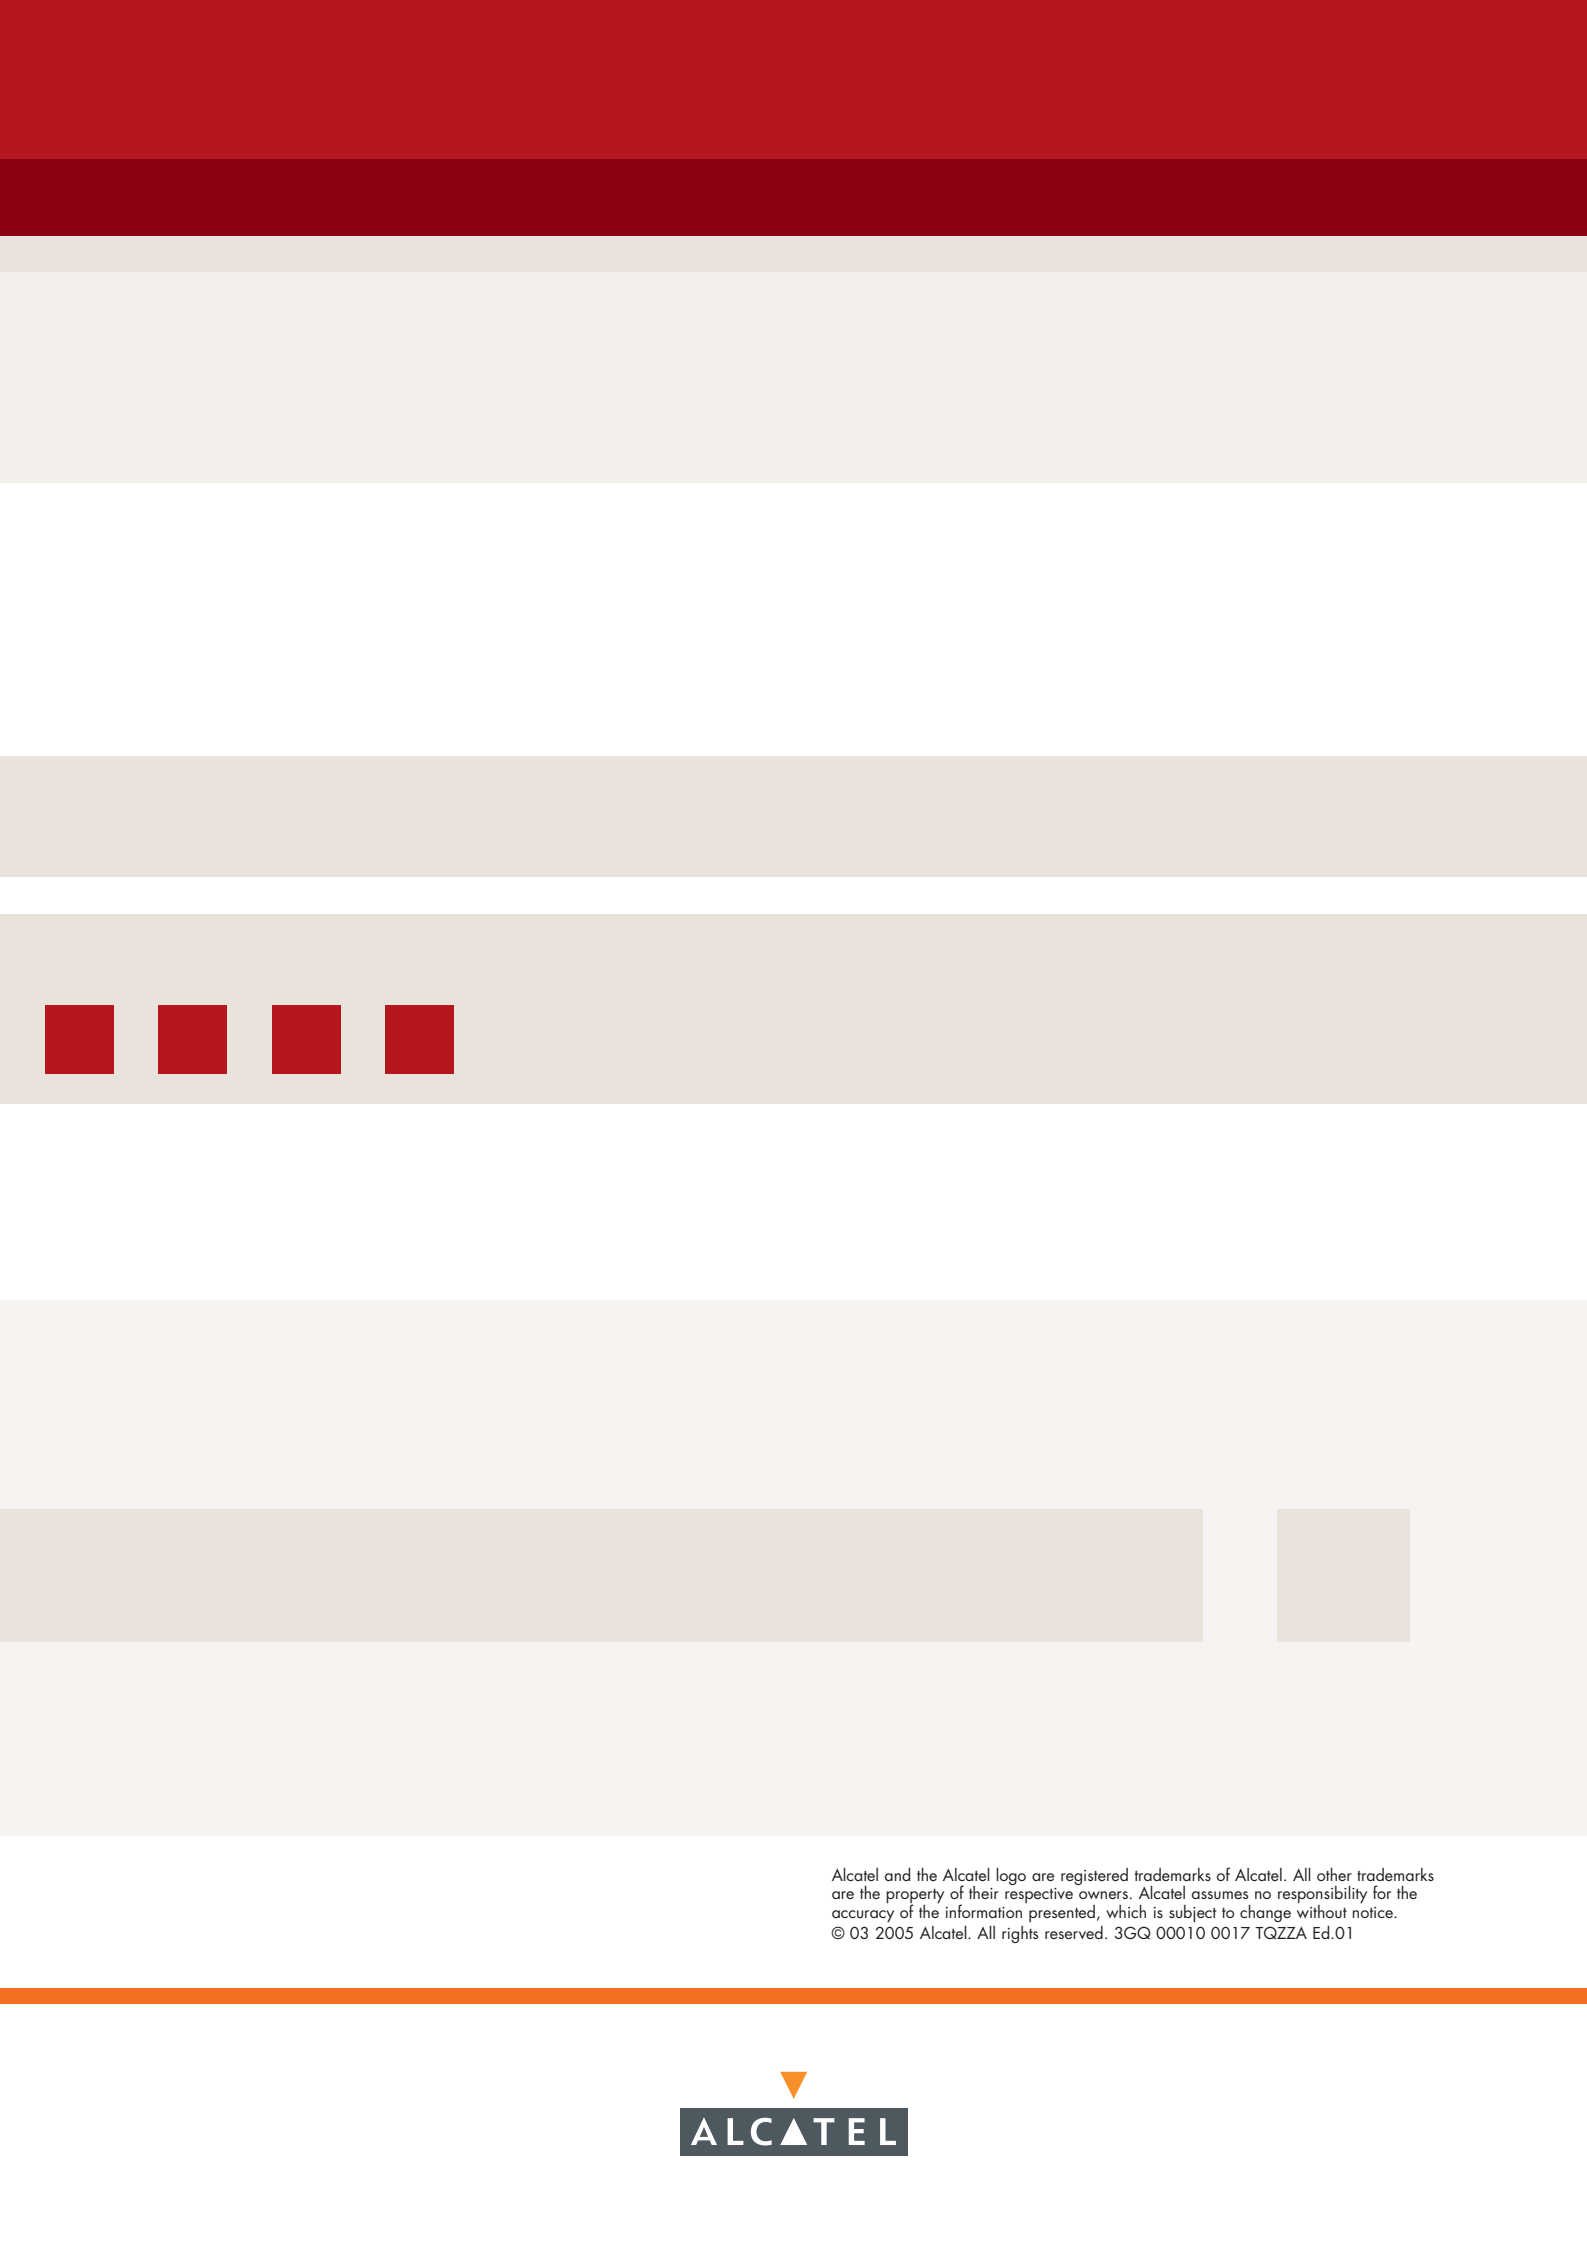 Alcatel and the Alcatel logo are registered trademarks of Alcatel. All other trademarks
are the property of their respective owners. Alcatel assumes no responsibility for the
accuracy of the information presented, which is subject to change without notice.
© 03 2005 Alcatel. All rights reserved. 3GQ 00010 0017 TQZZA Ed.01
ALCATEL